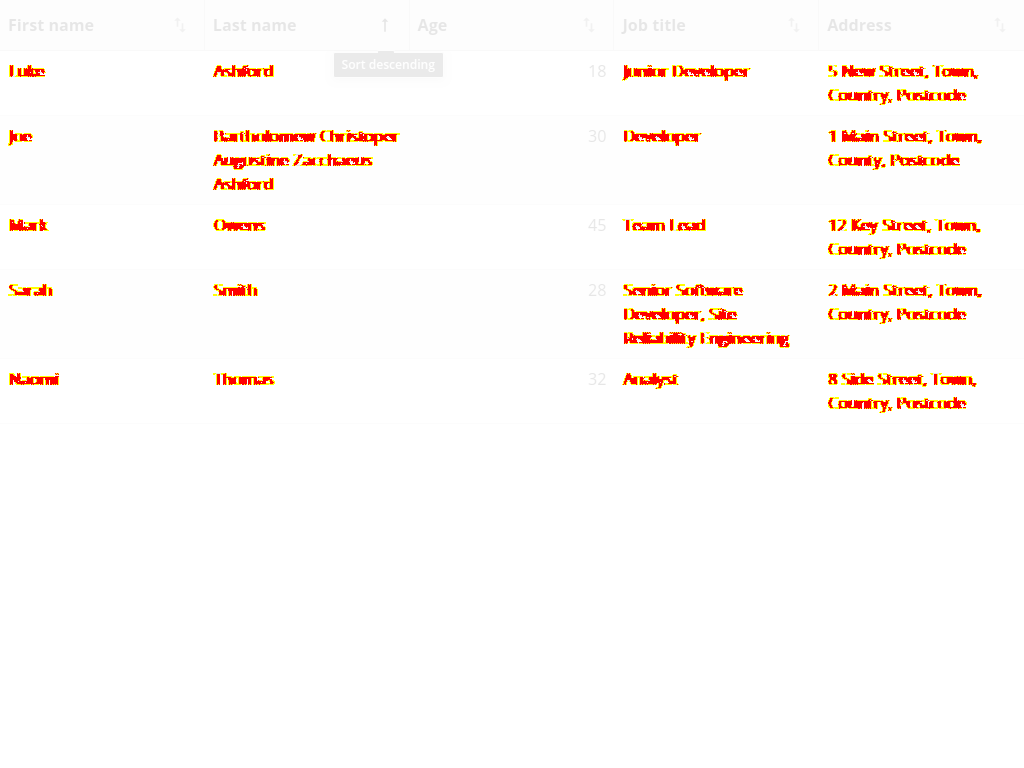 First name Last name Age Job title Address
Sort descending
Luke Ashford 18 Junior Developer 5 New Street, Town,
Country, Postcode
Joe Bartholomew Christoper 30 Developer 1 Main Street, Town,
Augustine Zacchaeus County, Postcode
Ashford
Mark Owens 45 Team Lead 12 Key Street, Town,
Country, Postcode
Sarah Smith 28 Senior Software 2 Main Street, Town,
Developer, Site Country, Postcode
Reliability Engineering
Naomi Thomas 32 Analyst 8 Side Street, Town,
Country, Postcode